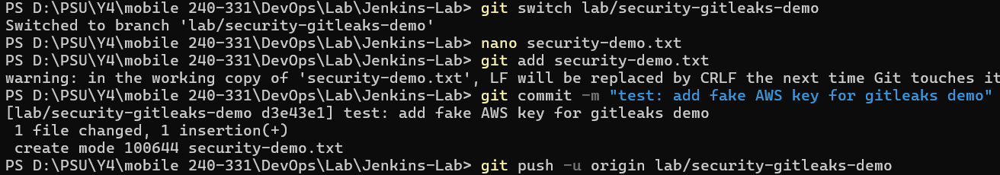 PS D:\PSU\Y4\mobile 240-331\DevOps\Lab\Jenkins-Lab> git switch lab/security-gitleaks-demo
Switched to branch 'lab/security-gitleaks-demo'
PS D:\PSU\Y4\mobile 240-331\DevOps\Lab\Jenkins-Lab> nano security-demo.txt
PS D:\PSU\Y4\mobile 240-331\DevOps\Lab\Jenkins-Lab> git add security-demo.txt
warning: in the working copy of 'security-demo.txt', LF will be replaced by CRLF the next time Git touches it
PS D:\PSU\Y4\mobile 240-331\DevOps\Lab\Jenkins-Lab> git commit -m "test: add fake AWS key for gitleaks demo"
[lab/security-gitleaks-demo d3e43e1] test: add fake AWS key for gitleaks demo
 1 file changed, 1 insertion(+)
 create mode 100644 security-demo.txt
PS D:\PSU\Y4\mobile 240-331\DevOps\Lab\Jenkins-Lab> git push -u origin lab/security-gitleaks-demo